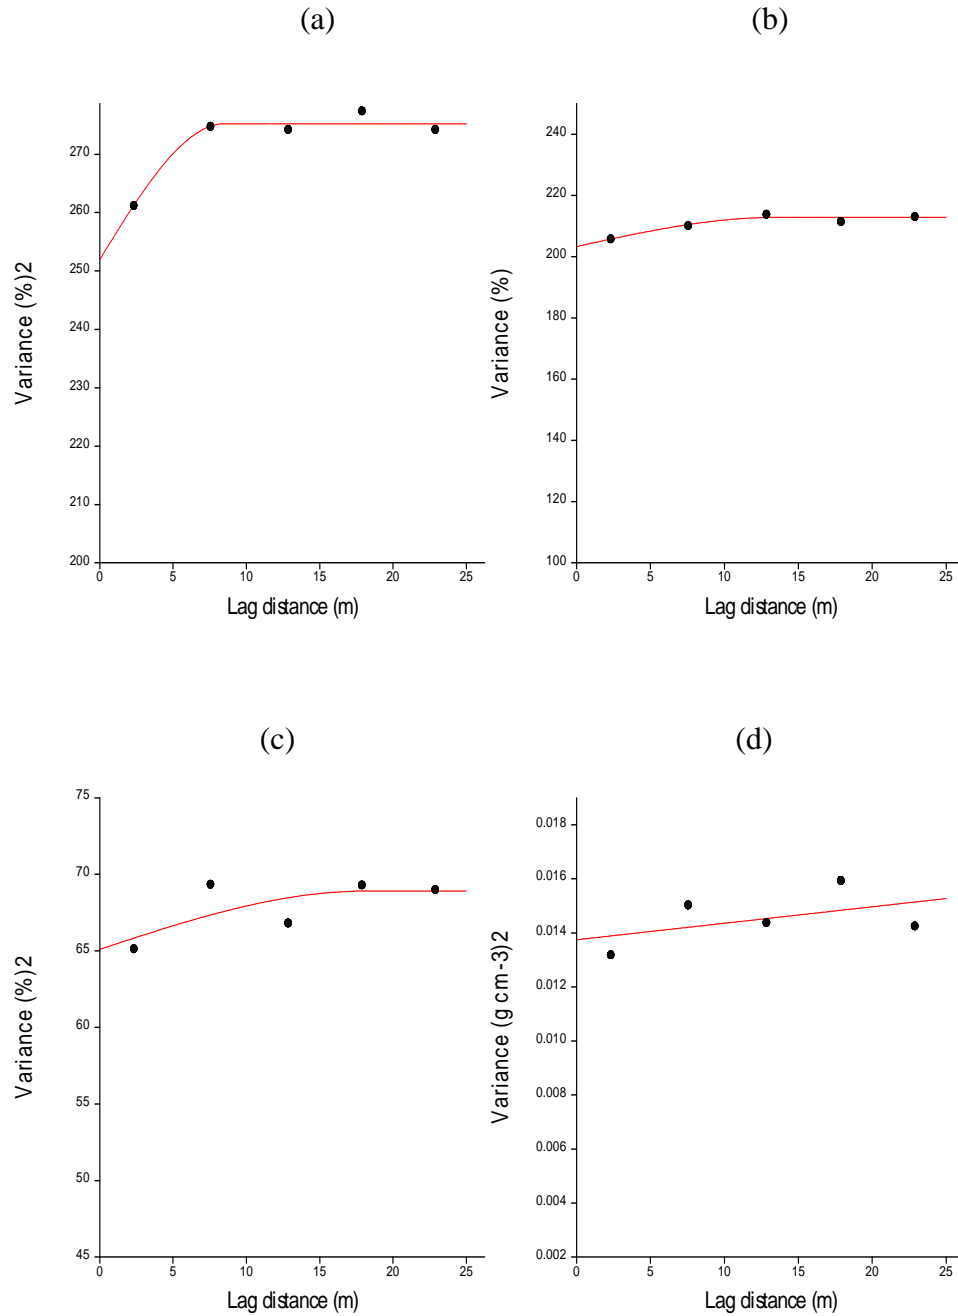 (a)
270
260
250
240
230
220
210
200
0 5 10 15 20 25
Variance (%)2
Lag distance (m)
(b)
240
220
200
180
160
140
120
100
0 5 10 15 20 25
Variance (%)
Lag distance (m)
(c)
75
70
65
60
55
50
45
0 5 10 15 20 25
Variance (%)2
Lag distance (m)
(d)
0.018
0.016
0.014
0.012
0.010
0.008
0.006
0.004
0.002
0 5 10 15 20 25
Variance (g cm-3)2
Lag distance (m)